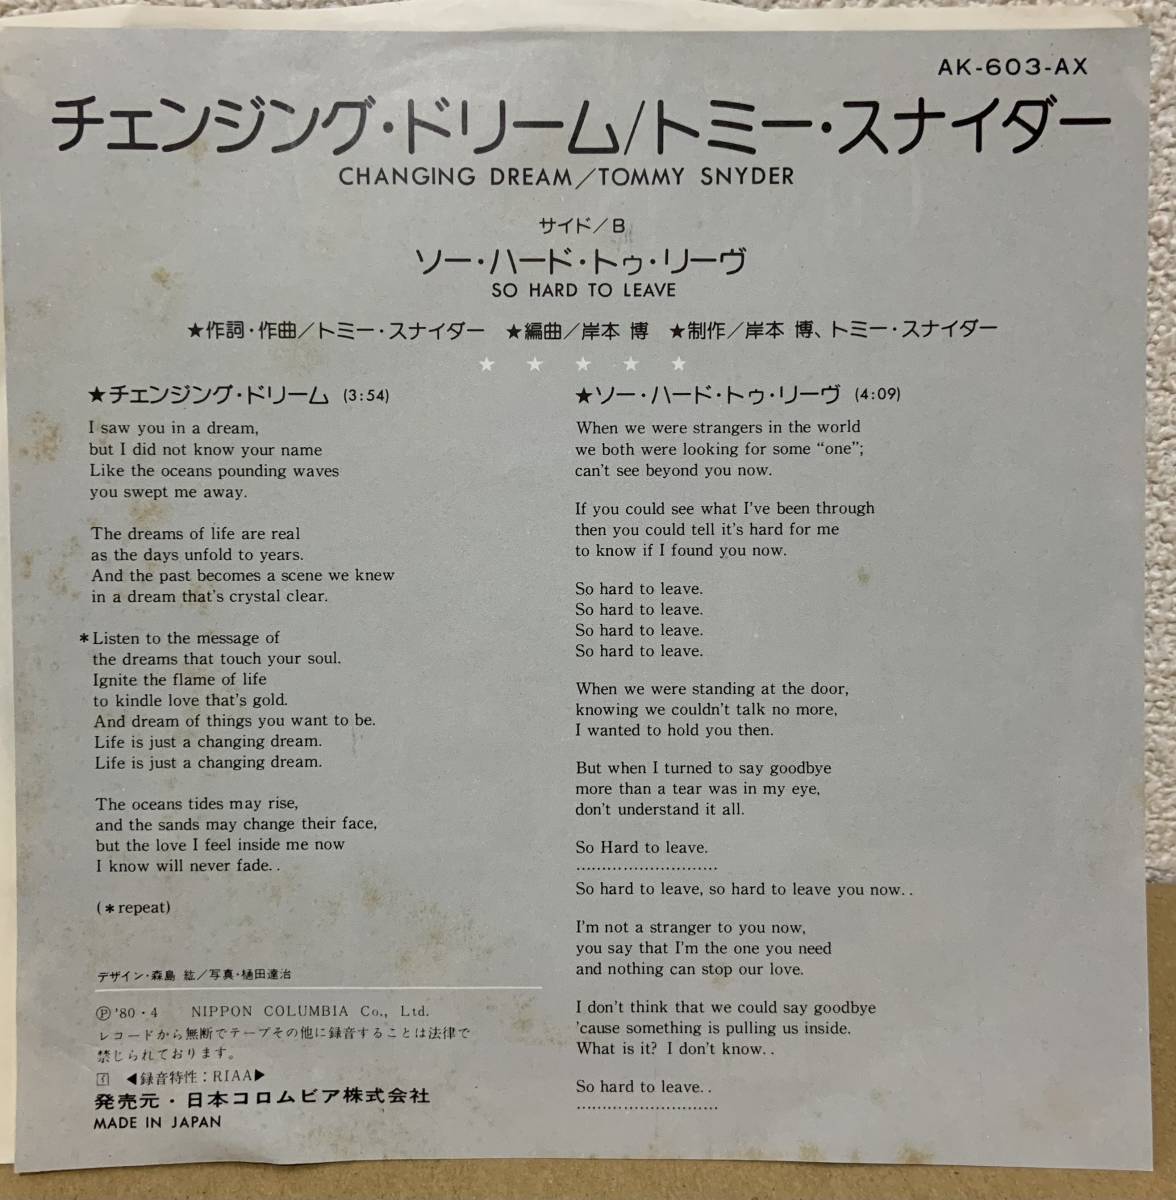 AK-603-AX
チェンジング・ドリーム/トミー・スナイダー
CHANGING DREAM/TOMMY SNYDER
サイド/B
ソー・ハード・トゥ・リーヴ
SO HARD TO LEAVE
★作詞・作曲/トミー・スナイダー ★編曲/岸本 博 ★制作/岸本 博、トミー・スナイダー
★ ★ ★ ★ ★
★チェンジング・ドリーム (3:54)
I saw you in a dream,
but I did not know your name
Like the oceans pounding waves
you swept me away.
The dreams of life are real
as the days unfold to years.
And the past becomes a scene we knew
in a dream that's crystal clear.
*Listen to the message of
the dreams that touch your soul.
Ignite the flame of life
to kindle love that's gold.
And dream of things you want to be.
Life is just a changing dream.
Life is just a changing dream.
The oceans tides may rise,
and the sands may change their face,
but the love I feel inside me now
I know will never fade..
(*repeat)
デザイン・森島 紘/写真・樋田達治
Ⓟ'80・4 NIPPON COLUMBIA Co., Ltd.
レコードから無断でテープその他に録音することは法律で
禁じられております。
◀録音特性:RIAA▶
発売元・日本コロムビア株式会社
MADE IN JAPAN
★ソー・ハード・トゥ・リーヴ (4:09)
When we were strangers in the world
we both were looking for some “one”;
can't see beyond you now.
If you could see what I've been through
then you could tell it's hard for me
to know if I found you now.
So hard to leave.
So hard to leave.
So hard to leave.
So hard to leave.
When we were standing at the door,
knowing we couldn't talk no more,
I wanted to hold you then.
But when I turned to say goodbye
more than a tear was in my eye,
don't understand it all.
So Hard to leave.
...........................
So hard to leave, so hard to leave you now..
I'm not a stranger to you now,
you say that I'm the one you need
and nothing can stop our love.
I don't think that we could say goodbye
'cause something is pulling us inside.
What is it? I don't know..
So hard to leave..
...........................